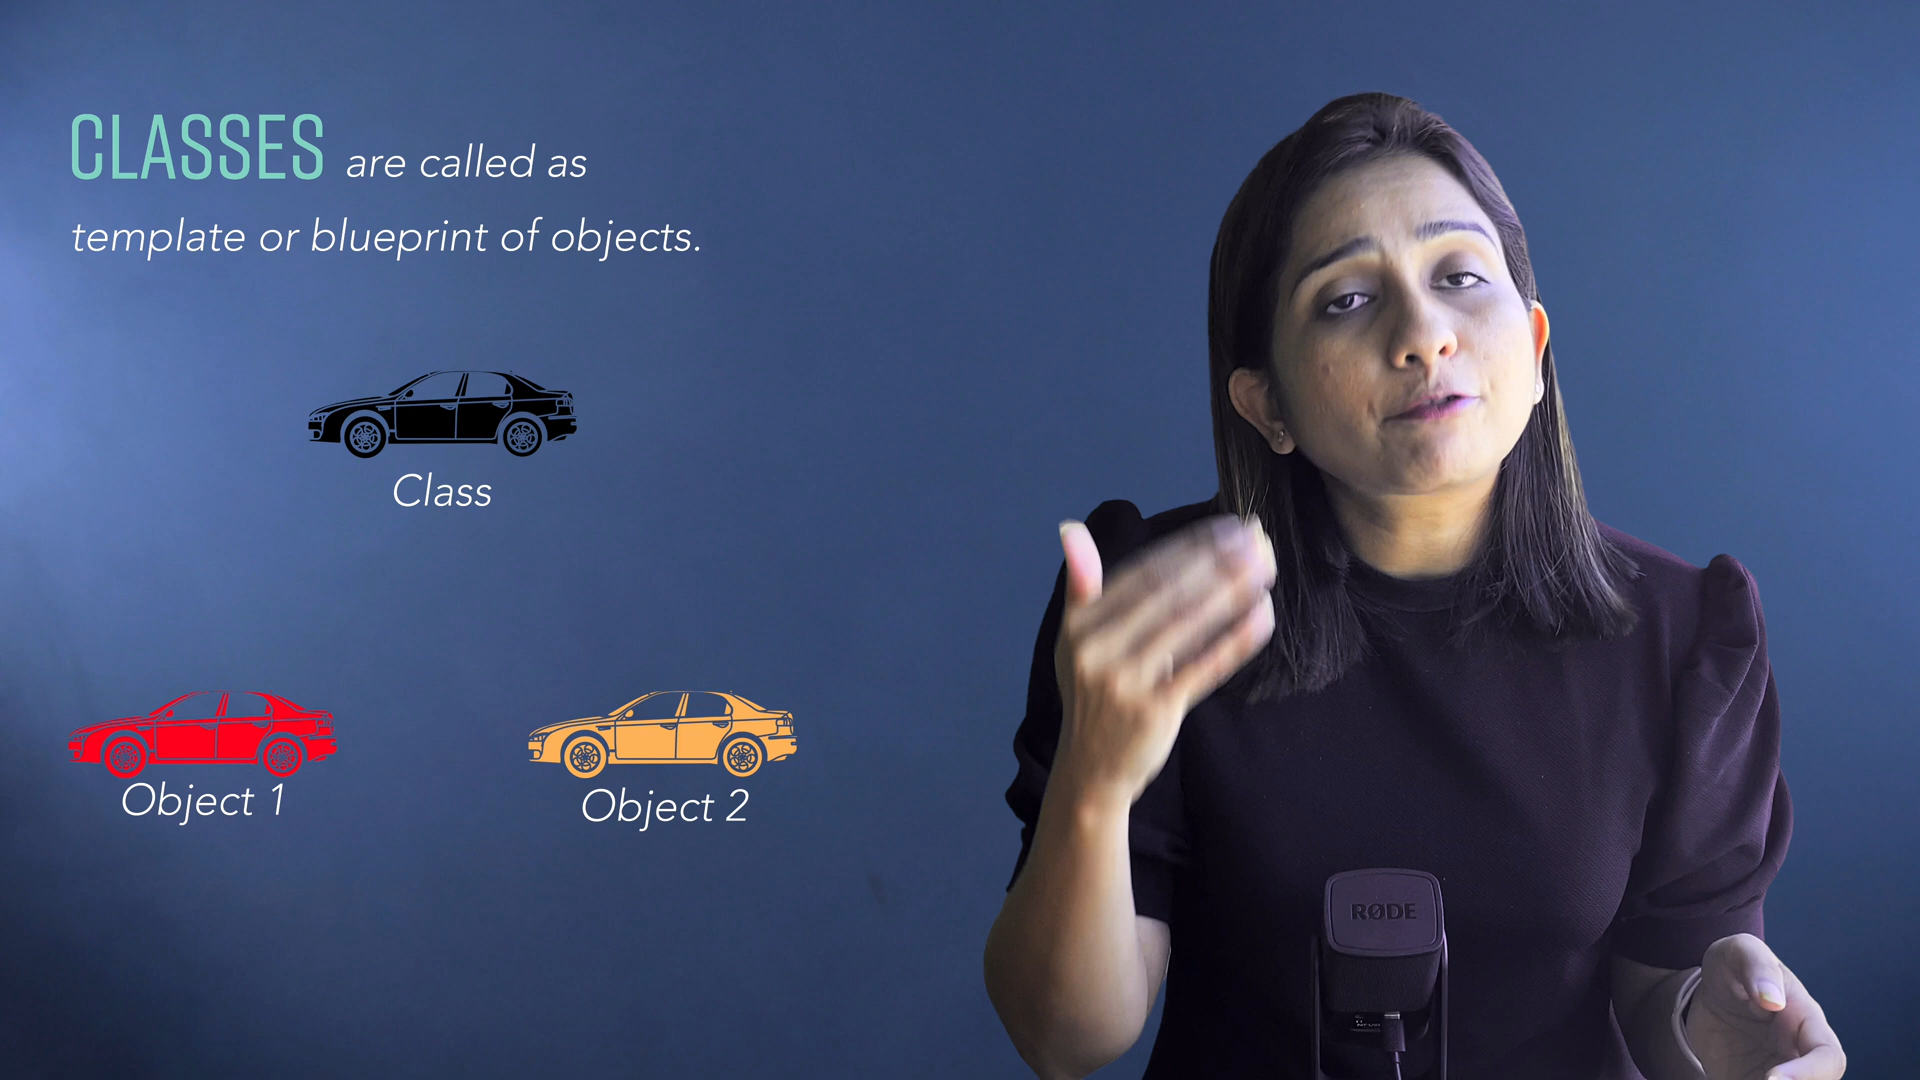 CLASSES are called as
template or blueprint of objects.
Class
Object 1
Object 2
RØDE